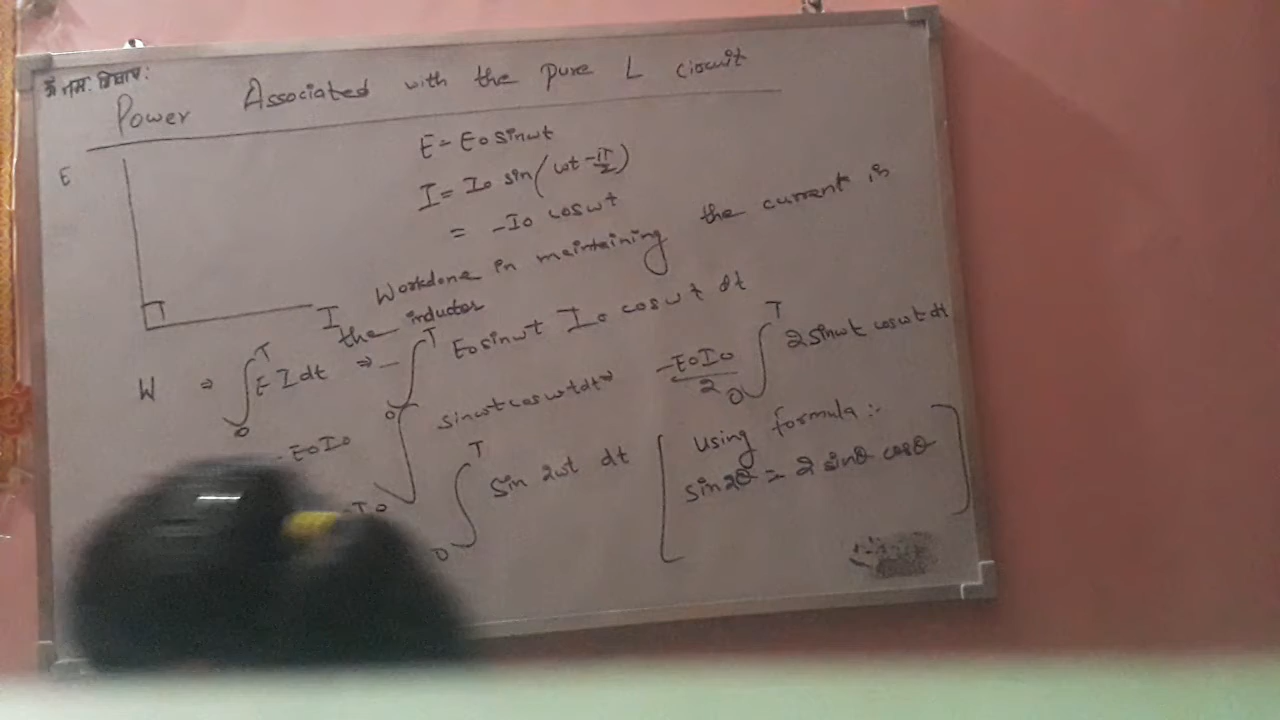 ॐ नमः शिवाय:
Power Associated with the pure L circuit
E
E = E0 sinωt
I = I0 sin(ωt - π/2)
= -I0 cosωt
I
Workdone in maintaining the current in
the inductor
W ⇒ ∫₀ᵀ E I dt ⇒ - ∫₀ᵀ E0 sinωt I0 cosωt dt
-E0I0 ∫ sinωt cosωt dt ⇒ -E0I0/2 ∫₀ᵀ 2 sinωt cosωt dt
I0 ∫₀ᵀ Sin 2ωt dt [Using formula :-
sin2θ = 2 sinθ cosθ]